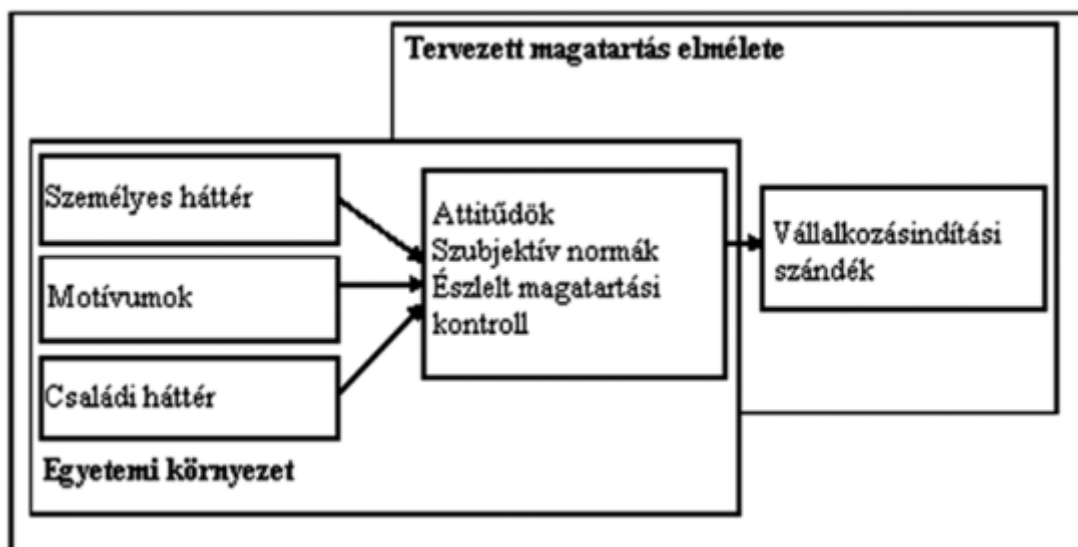 Tervezett magatartás elmélete
Személyes háttér
Motívumok
Családi háttér
Egyetemi környezet
Attitűdök
Szubjektív normák
Észlelt magatartási
kontroll
Vállalkozásindítási
szándék